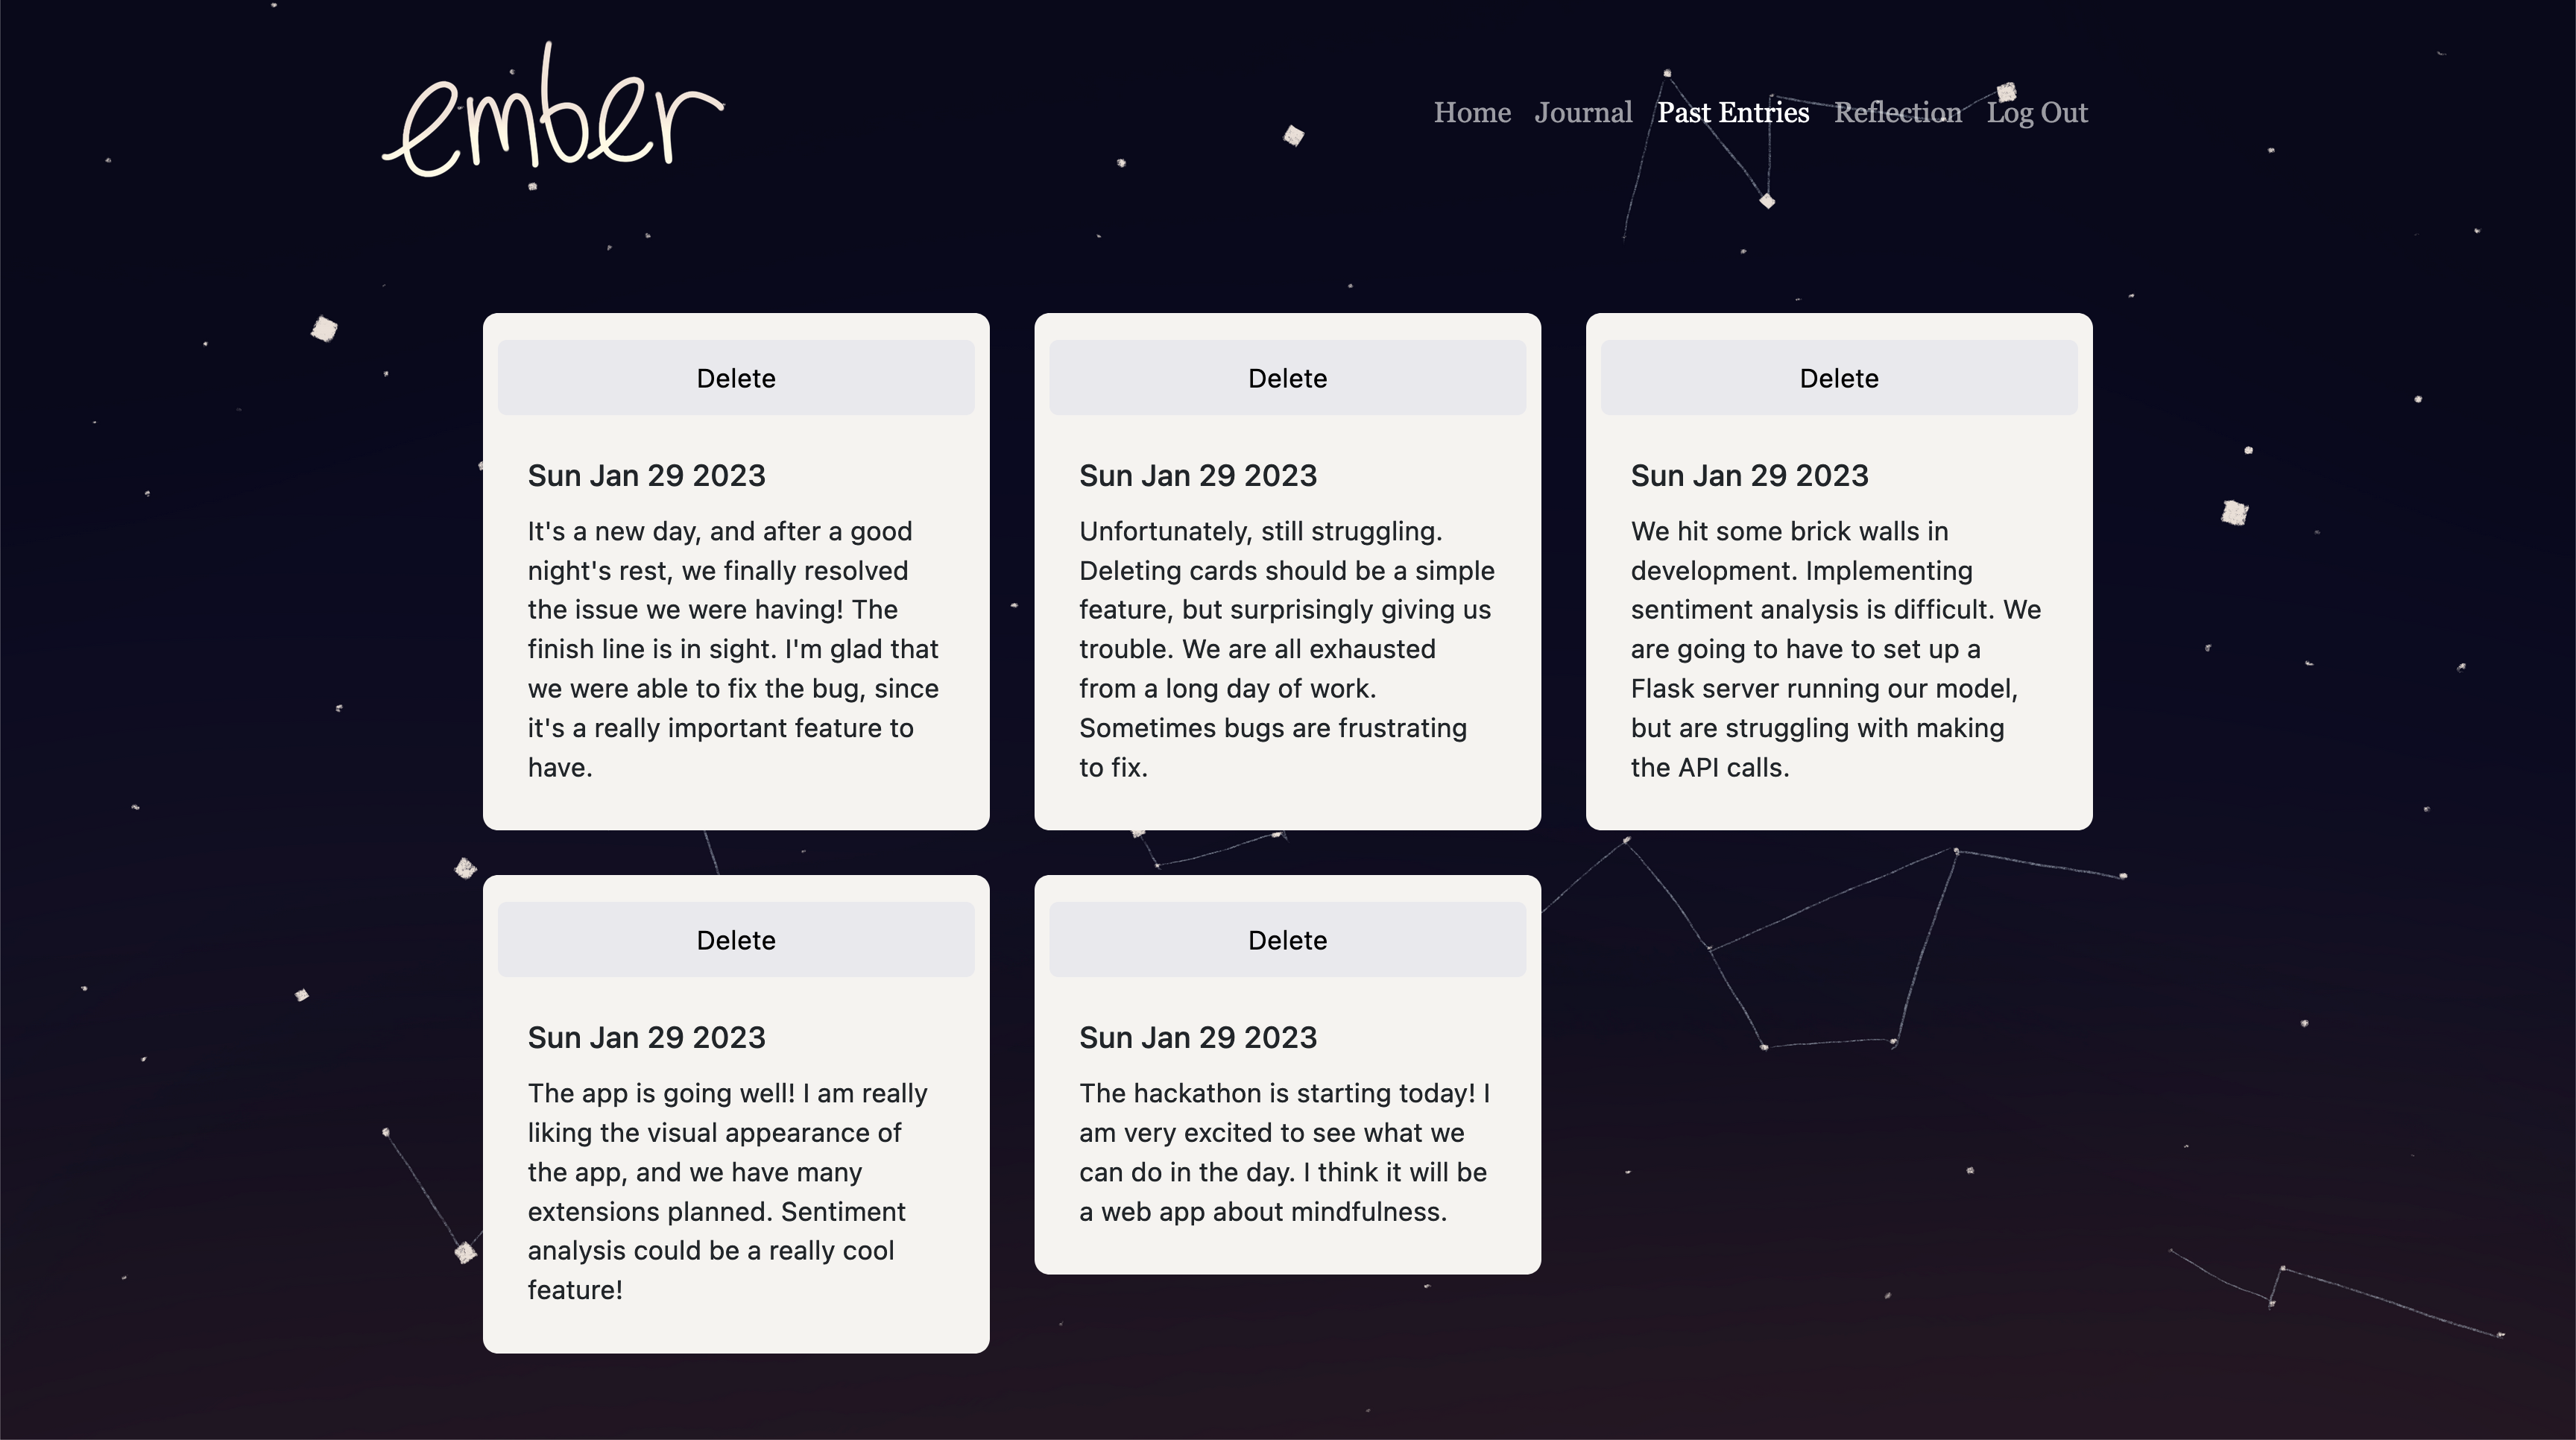 ember
Home Journal Past Entries Reflection Log Out
Delete
Sun Jan 29 2023
It's a new day, and after a good
night's rest, we finally resolved
the issue we were having! The
finish line is in sight. I'm glad that
we were able to fix the bug, since
it's a really important feature to
have.
Delete
Sun Jan 29 2023
Unfortunately, still struggling.
Deleting cards should be a simple
feature, but surprisingly giving us
trouble. We are all exhausted
from a long day of work.
Sometimes bugs are frustrating
to fix.
Delete
Sun Jan 29 2023
We hit some brick walls in
development. Implementing
sentiment analysis is difficult. We
are going to have to set up a
Flask server running our model,
but are struggling with making
the API calls.
Delete
Sun Jan 29 2023
The app is going well! I am really
liking the visual appearance of
the app, and we have many
extensions planned. Sentiment
analysis could be a really cool
feature!
Delete
Sun Jan 29 2023
The hackathon is starting today! I
am very excited to see what we
can do in the day. I think it will be
a web app about mindfulness.